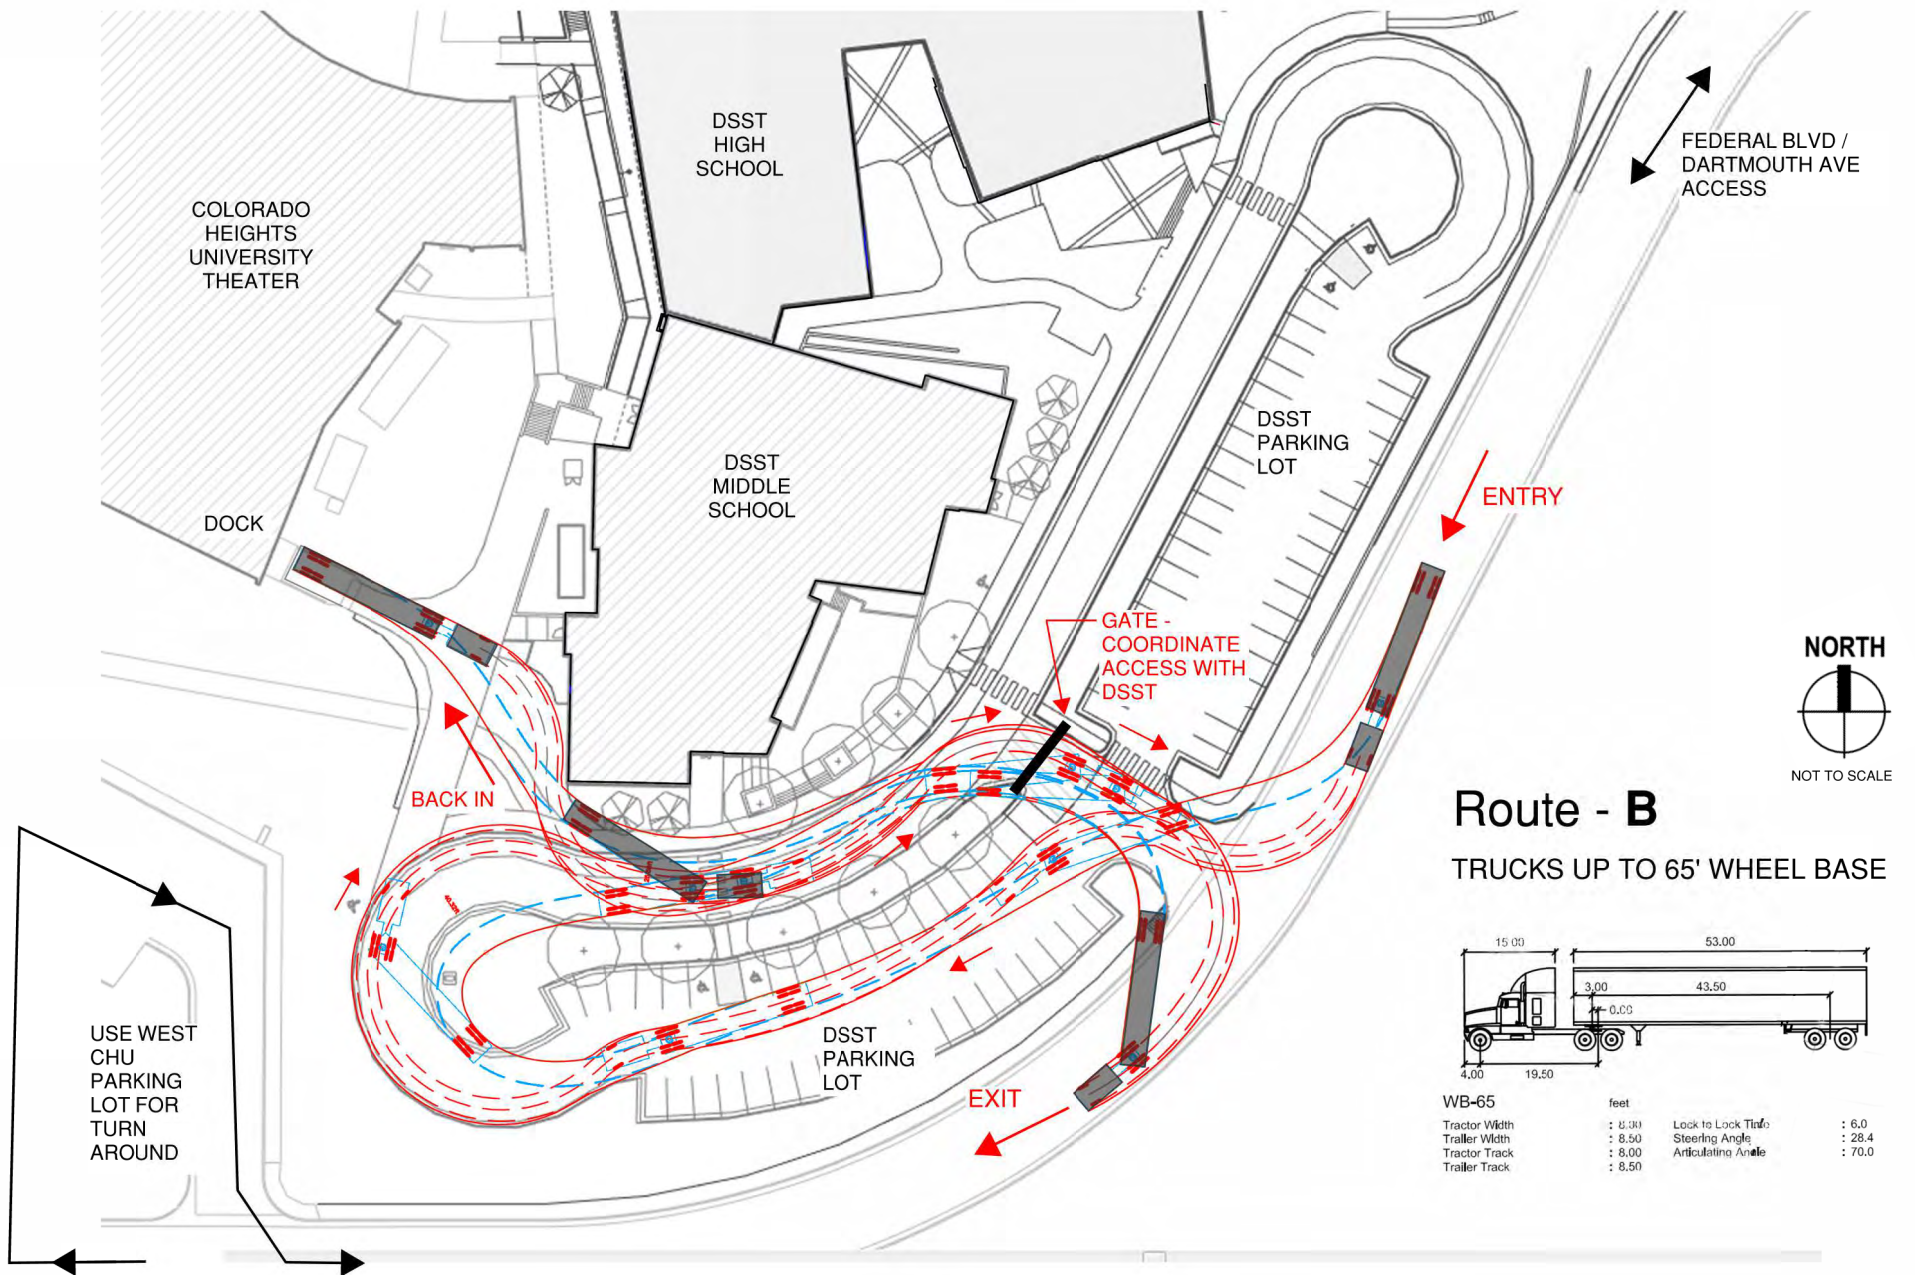 DSST
HIGH
SCHOOL
COLORADO
HEIGHTS
UNIVERSITY
THEATER
FEDERAL BLVD /
DARTMOUTH AVE
ACCESS
DSST
PARKING
LOT
DSST
MIDDLE
SCHOOL
DOCK
ENTRY
GATE -
COORDINATE
ACCESS WITH
DSST
NORTH
NOT TO SCALE
BACK IN
Route - B
TRUCKS UP TO 65' WHEEL BASE
USE WEST
CHU
PARKING
LOT FOR
TURN
AROUND
DSST
PARKING
LOT
EXIT
15.00
53.00
3.00
43.50
0.00
4.00
19.50
WB-65
feet
Tractor Width : 8.00
Trailer Width : 8.50
Tractor Track : 8.00
Trailer Track : 8.50
Lock to Lock Time : 6.0
Steering Angle : 28.4
Articulating Angle : 70.0